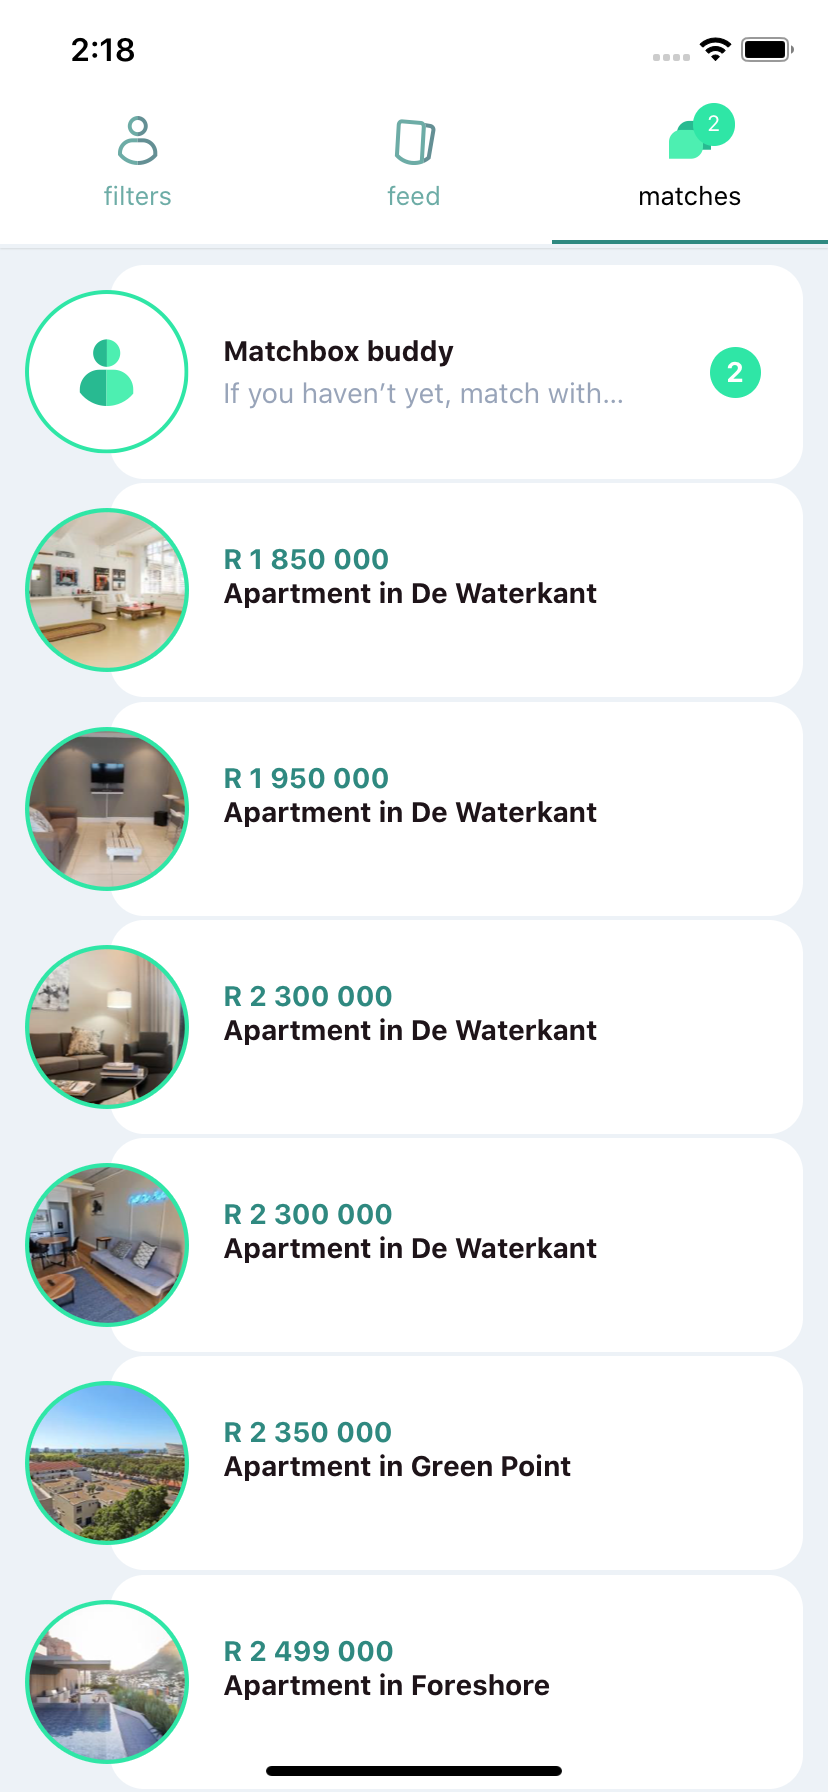 2:18
filters
feed
2
matches
Matchbox buddy
If you haven’t yet, match with...
2
R 1 850 000
Apartment in De Waterkant
R 1 950 000
Apartment in De Waterkant
R 2 300 000
Apartment in De Waterkant
R 2 300 000
Apartment in De Waterkant
R 2 350 000
Apartment in Green Point
R 2 499 000
Apartment in Foreshore